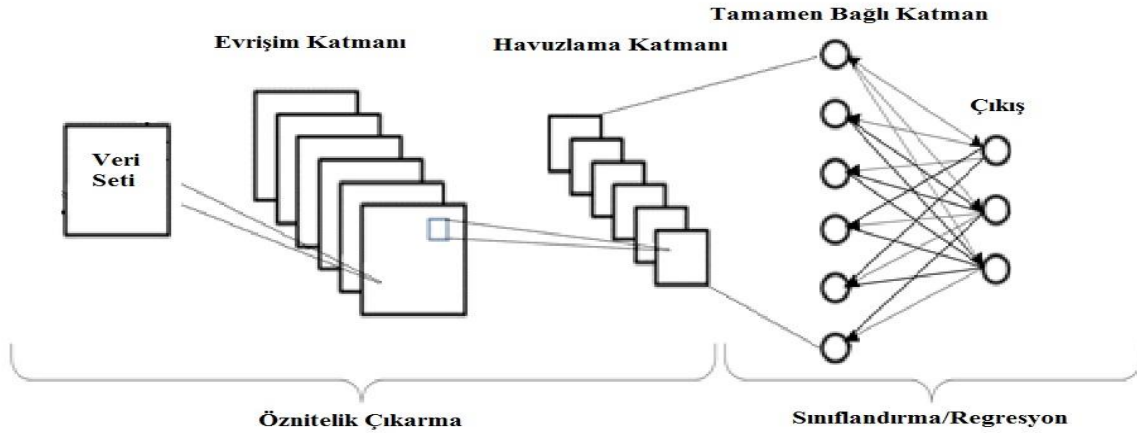 Tamamen Bağlı Katman
Evrişim Katmanı
Havuzlama Katmanı
Çıkış
Veri
Seti
Öznitelik Çıkarma
Sınıflandırma/Regresyon